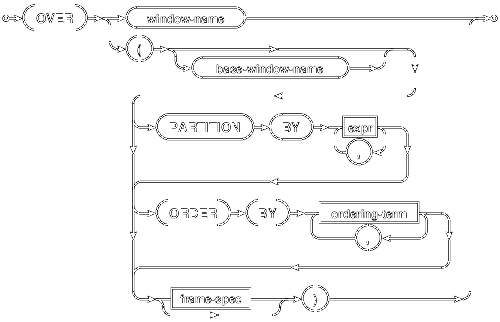 OVER window-name
(
base-window-name
PARTITION BY expr
,
ORDER BY ordering-term
,
frame-spec )